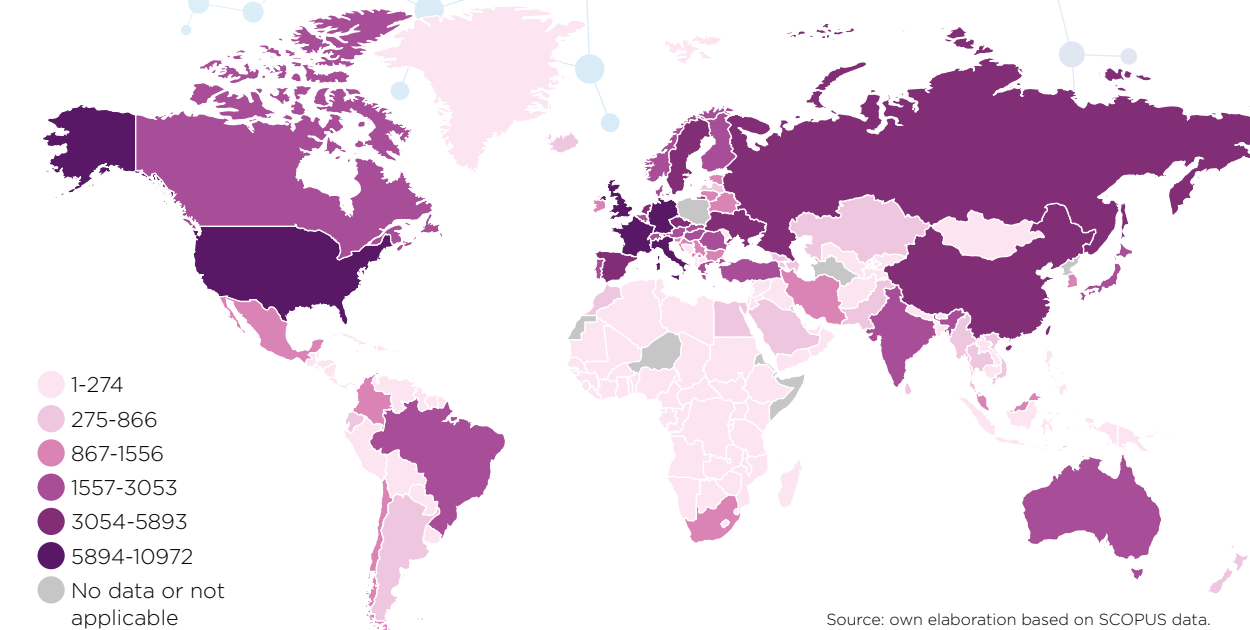 1-274
275-866
867-1556
1557-3053
3054-5893
5894-10972
No data or not
applicable
Source: own elaboration based on SCOPUS data.